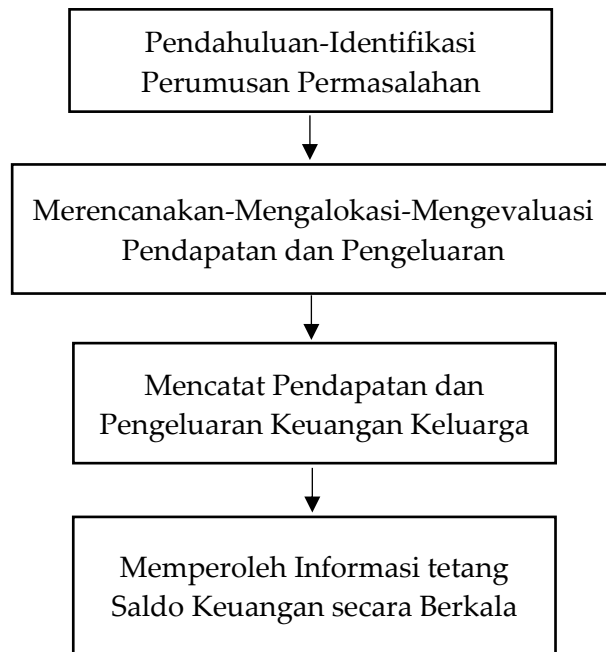 Pendahuluan-Identifikasi
Perumusan Permasalahan
Merencanakan-Mengalokasi-Mengevaluasi
Pendapatan dan Pengeluaran
Mencatat Pendapatan dan
Pengeluaran Keuangan Keluarga
Memperoleh Informasi tetang
Saldo Keuangan secara Berkala